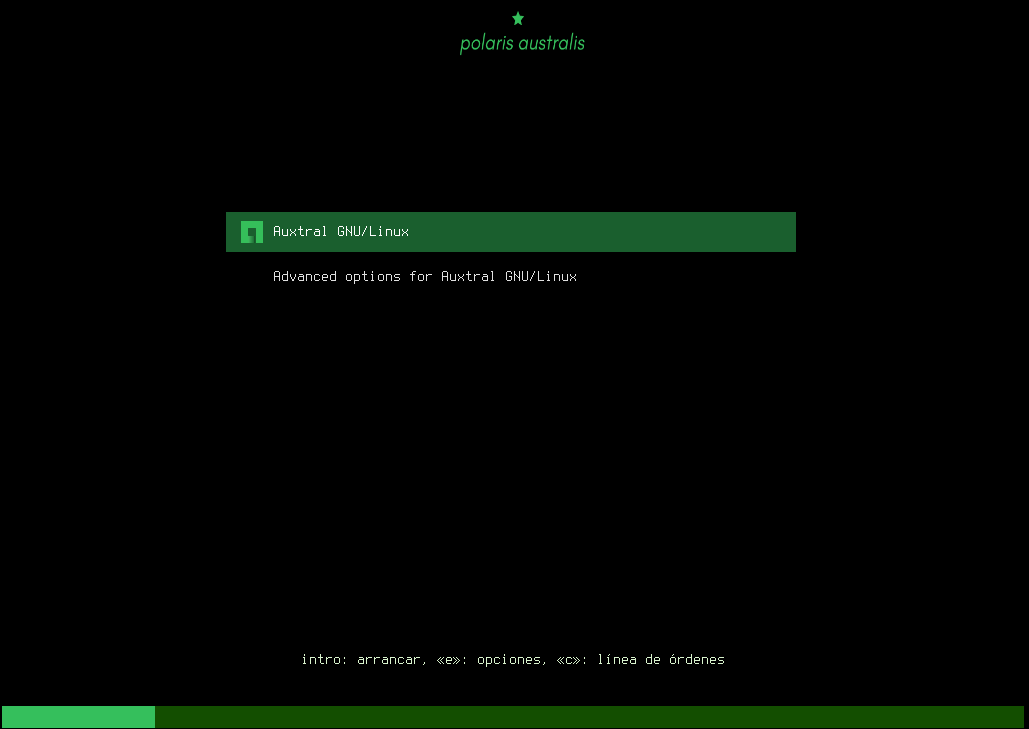 polaris australis
Auxtral GNU/Linux
Advanced options for Auxtral GNU/Linux
intro: arrancar, «e»: opciones, «c»: línea de órdenes